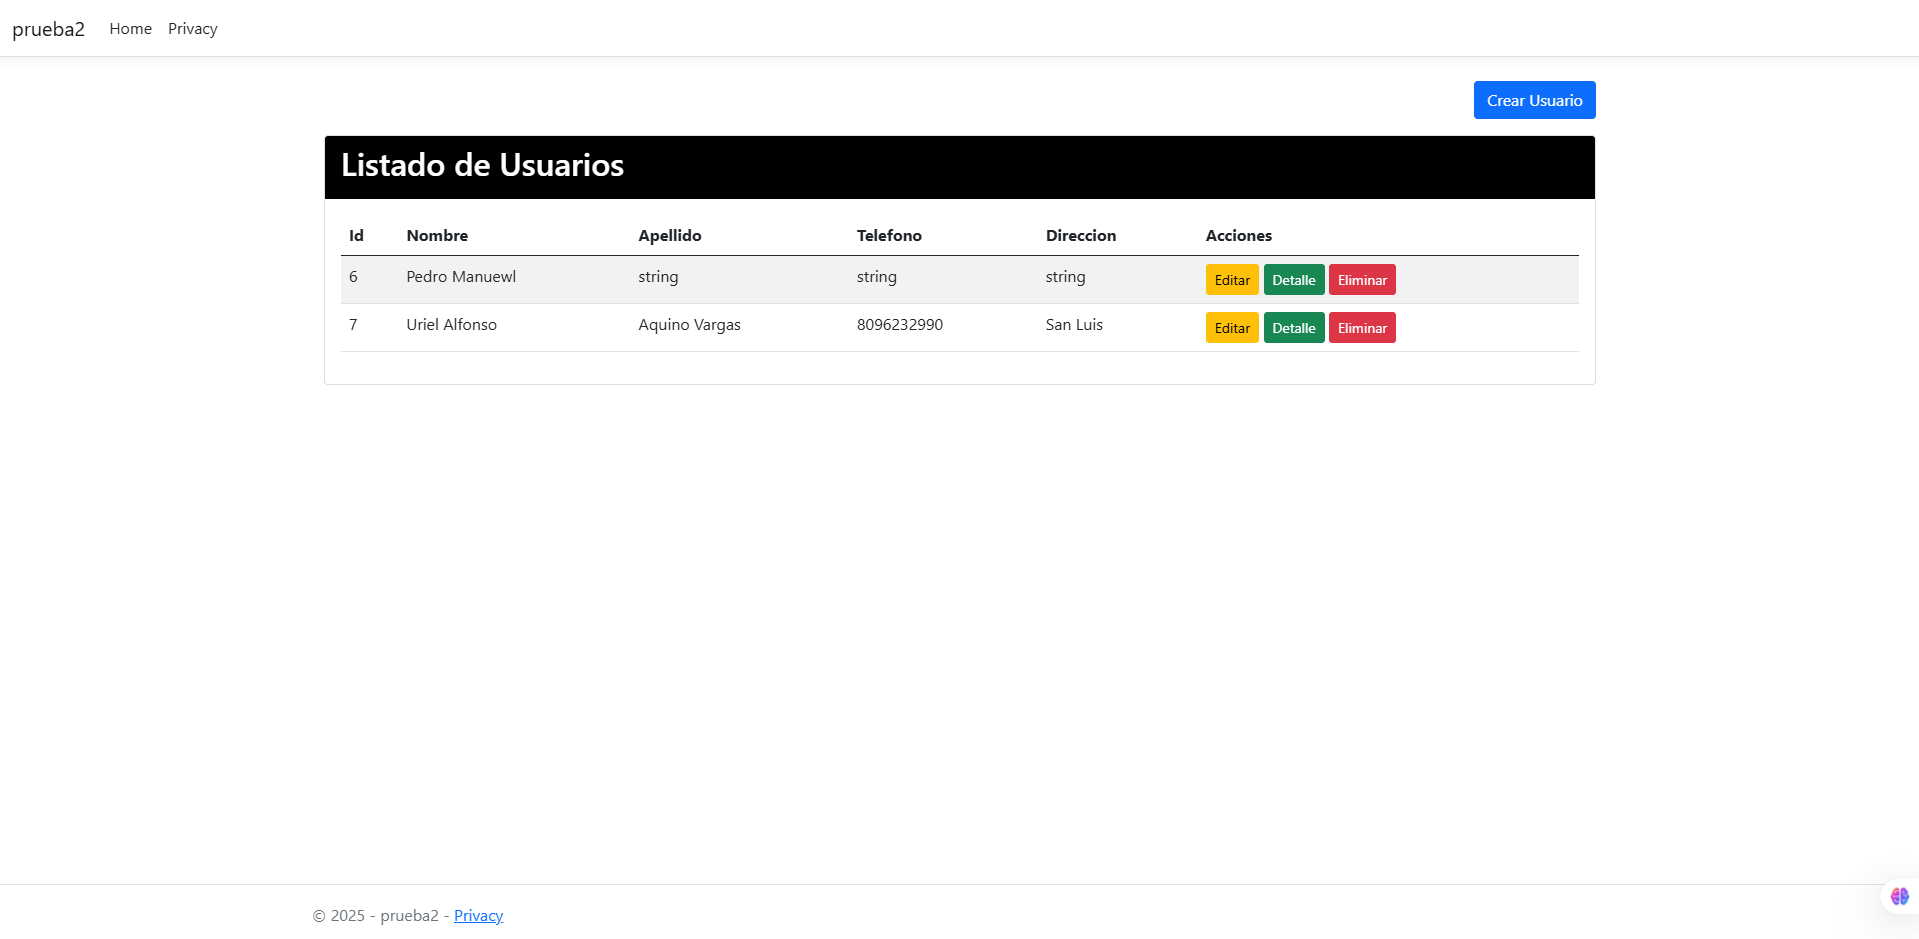 prueba2 Home Privacy
Crear Usuario
Listado de Usuarios
Id Nombre Apellido Telefono Direccion Acciones
6 Pedro Manuewl string string string Editar Detalle Eliminar
7 Uriel Alfonso Aquino Vargas 8096232990 San Luis Editar Detalle Eliminar
© 2025 - prueba2 - Privacy